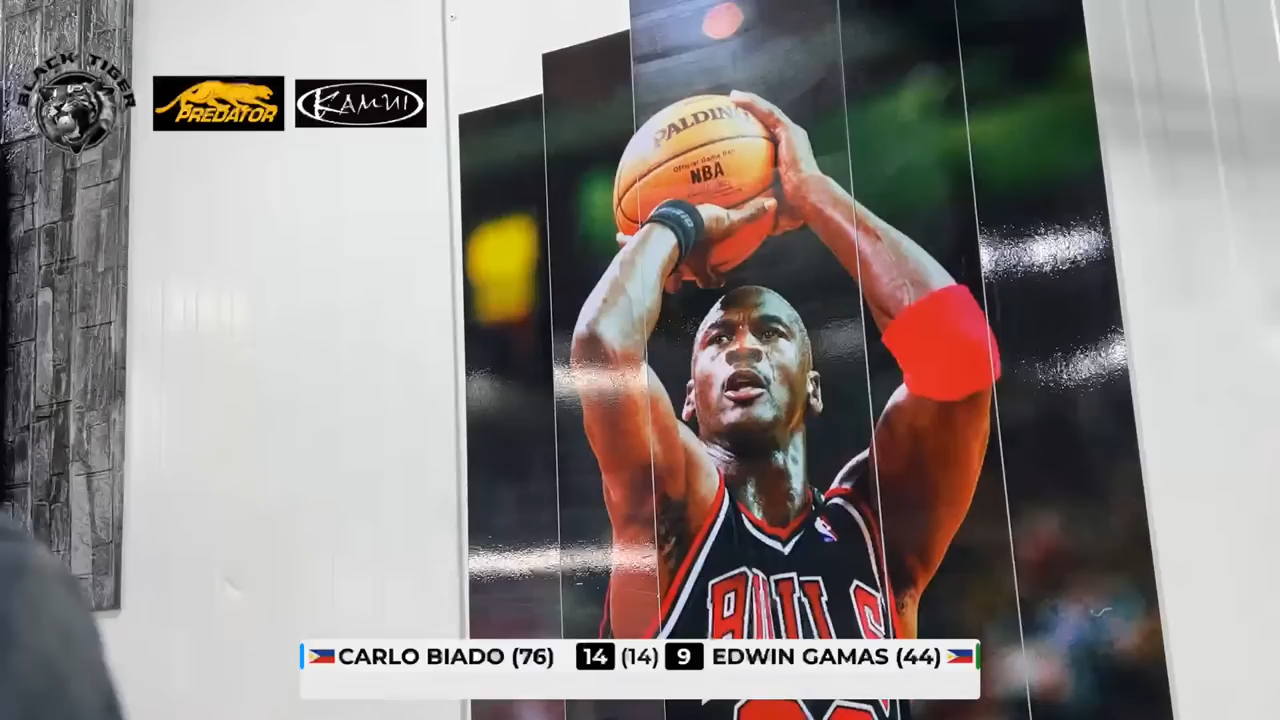 BLACK TIGER
PREDATOR
KAMUI
SPALDING
Official Game Ball
NBA
BULLS
CARLO BIADO (76) 14 (14) 9 EDWIN GAMAS (44)